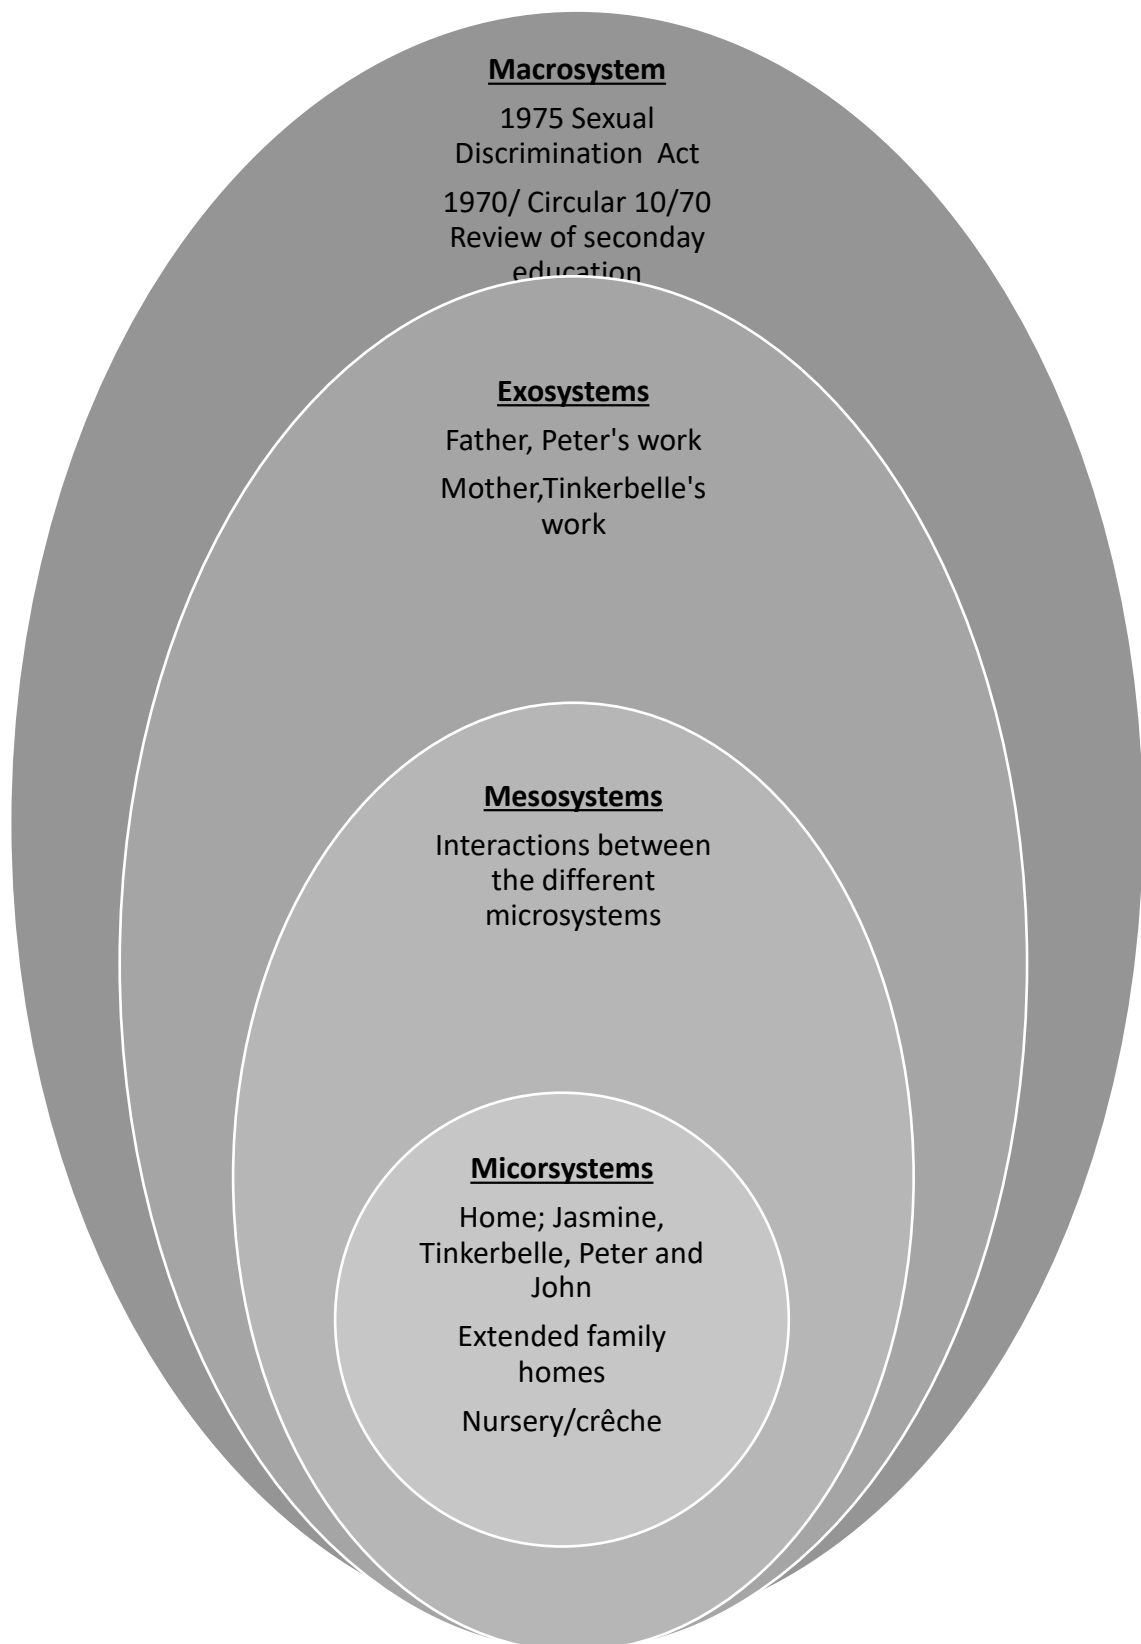 Macrosystem
1975 Sexual
Discrimination Act
1970/ Circular 10/70
Review of seconday
education
Exosystems
Father, Peter's work
Mother,Tinkerbelle's
work
Mesosystems
Interactions between
the different
microsystems
Micorsystems
Home; Jasmine,
Tinkerbelle, Peter and
John
Extended family
homes
Nursery/crêche